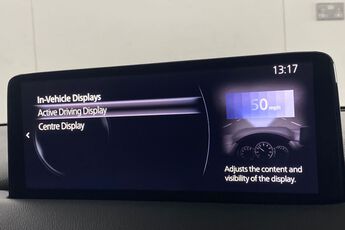 13:17
In-Vehicle Displays
Active Driving Display
Centre Display
50 mph
Adjusts the content and
visibility of the display.